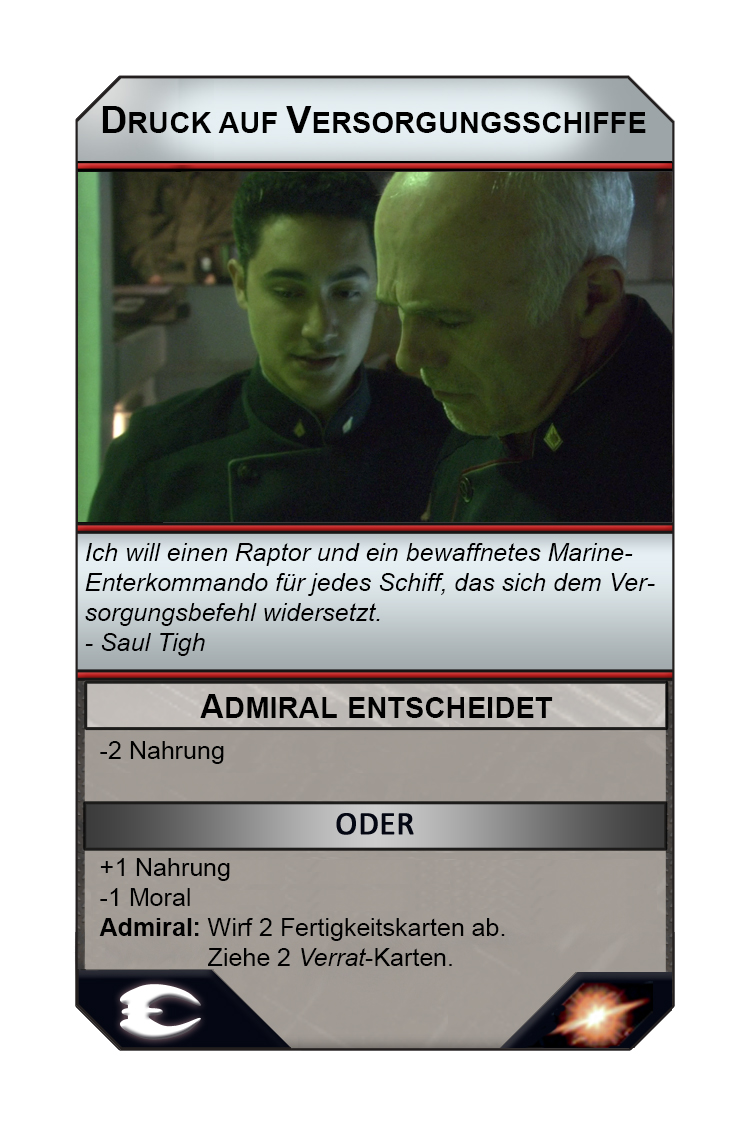 DRUCK AUF VERSORGUNGSSCHIFFE
Ich will einen Raptor und ein bewaffnetes Marine-
Enterkommando für jedes Schiff, das sich dem Ver-
sorgungsbefehl widersetzt.
- Saul Tigh
ADMIRAL ENTSCHEIDET
-2 Nahrung
ODER
+1 Nahrung
-1 Moral
Admiral: Wirf 2 Fertigkeitskarten ab.
Ziehe 2 Verrat-Karten.